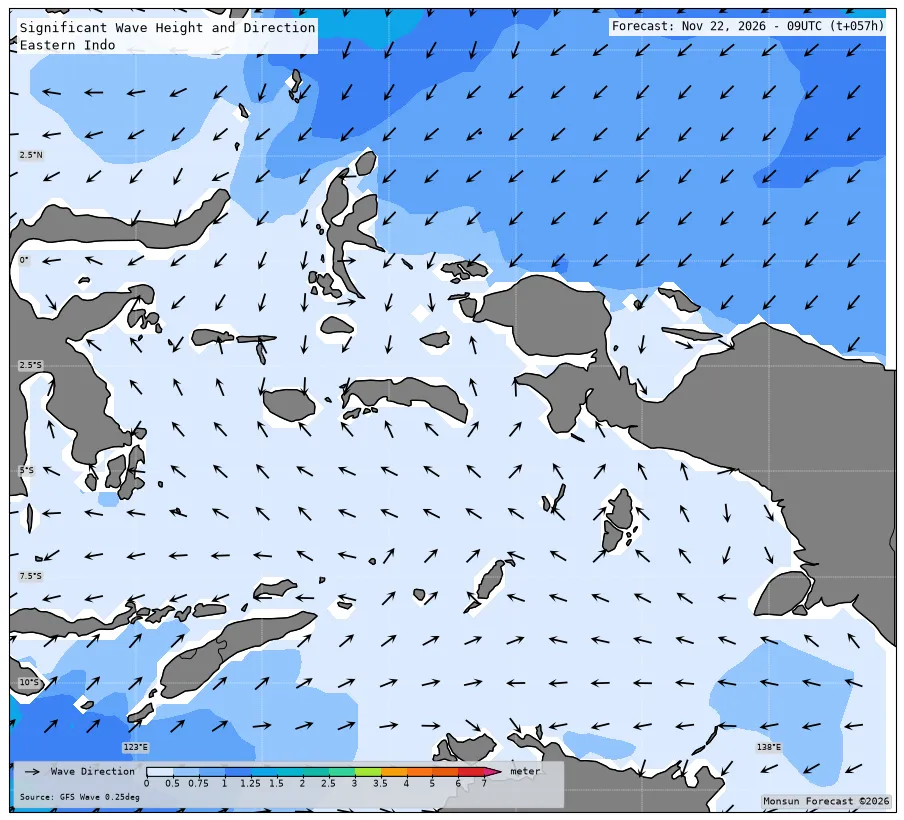 Significant Wave Height and Direction
Eastern Indo
Forecast: Nov 22, 2026 - 09UTC (t+057h)
2.5°N
0°
2.5°S
5°S
7.5°S
10°S
123°E
138°E
Wave Direction
0 0.5 0.75 1 1.25 1.5 2 2.5 3 3.5 4 5 6 7
meter
Source: GFS Wave 0.25deg
Monsun Forecast ©2026